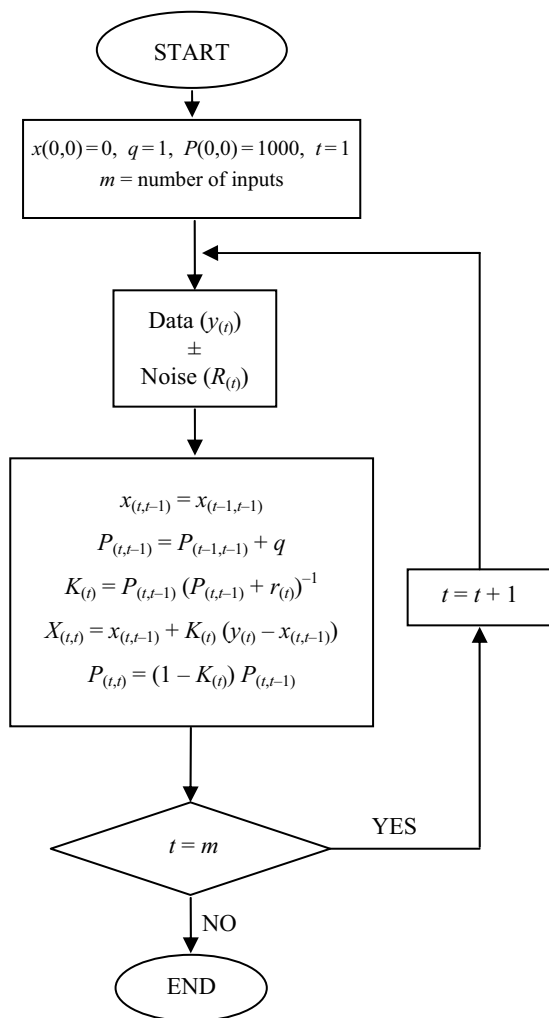 START
x(0,0)=0, q=1, P(0,0)=1000, t=1
m = number of inputs
Data (y(t))
±
Noise (R(t))
x(t,t–1) = x(t–1,t–1)
P(t,t–1) = P(t–1,t–1) + q
K(t) = P(t,t–1) (P(t,t–1) + r(t))–1
X(t,t) = x(t,t–1) + K(t) (y(t) – x(t,t–1))
P(t,t) = (1 – K(t)) P(t,t–1)
t = t + 1
t = m
YES
NO
END